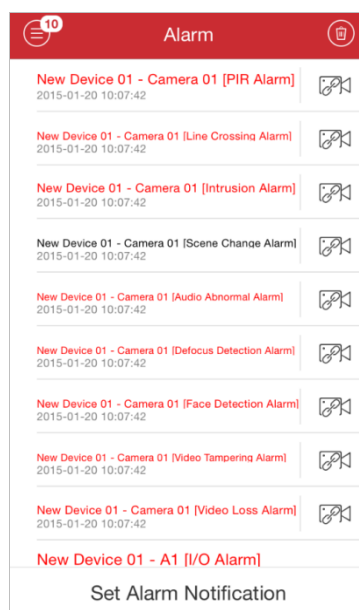 10
Alarm
New Device 01 - Camera 01 [PIR Alarm]
2015-01-20 10:07:42
New Device 01 - Camera 01 [Line Crossing Alarm]
2015-01-20 10:07:42
New Device 01 - Camera 01 [Intrusion Alarm]
2015-01-20 10:07:42
New Device 01 - Camera 01 [Scene Change Alarm]
2015-01-20 10:07:42
New Device 01 - Camera 01 [Audio Abnormal Alarm]
2015-01-20 10:07:42
New Device 01 - Camera 01 [Defocus Detection Alarm]
2015-01-20 10:07:42
New Device 01 - Camera 01 [Face Detection Alarm]
2015-01-20 10:07:42
New Device 01 - Camera 01 [Video Tampering Alarm]
2015-01-20 10:07:42
New Device 01 - Camera 01 [Video Loss Alarm]
2015-01-20 10:07:42
New Device 01 - A1 [I/O Alarm]
Set Alarm Notification